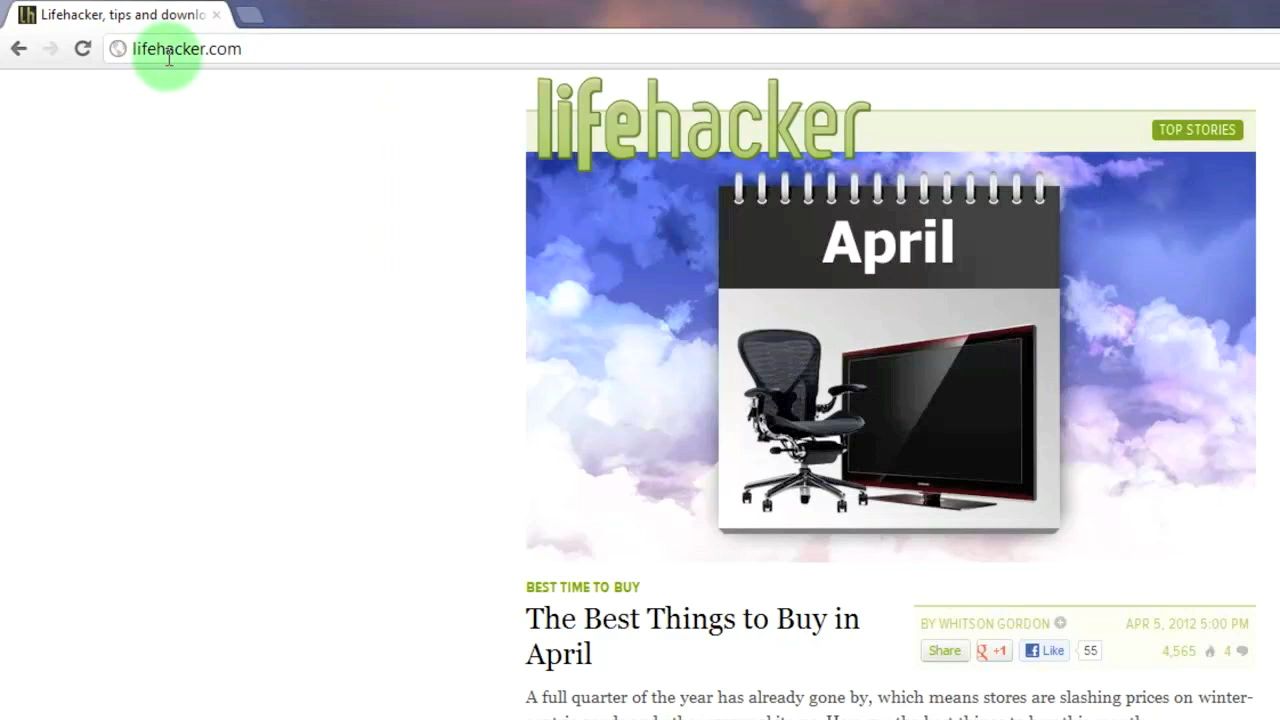 Lifehacker, tips and downlo
lifehacker.com
lifehacker
TOP STORIES
April
BEST TIME TO BUY
The Best Things to Buy in
April
BY WHITSON GORDON
APR 5, 2012 5:00 PM
Share +1 Like 55
4,565 4
A full quarter of the year has already gone by, which means stores are slashing prices on winter-